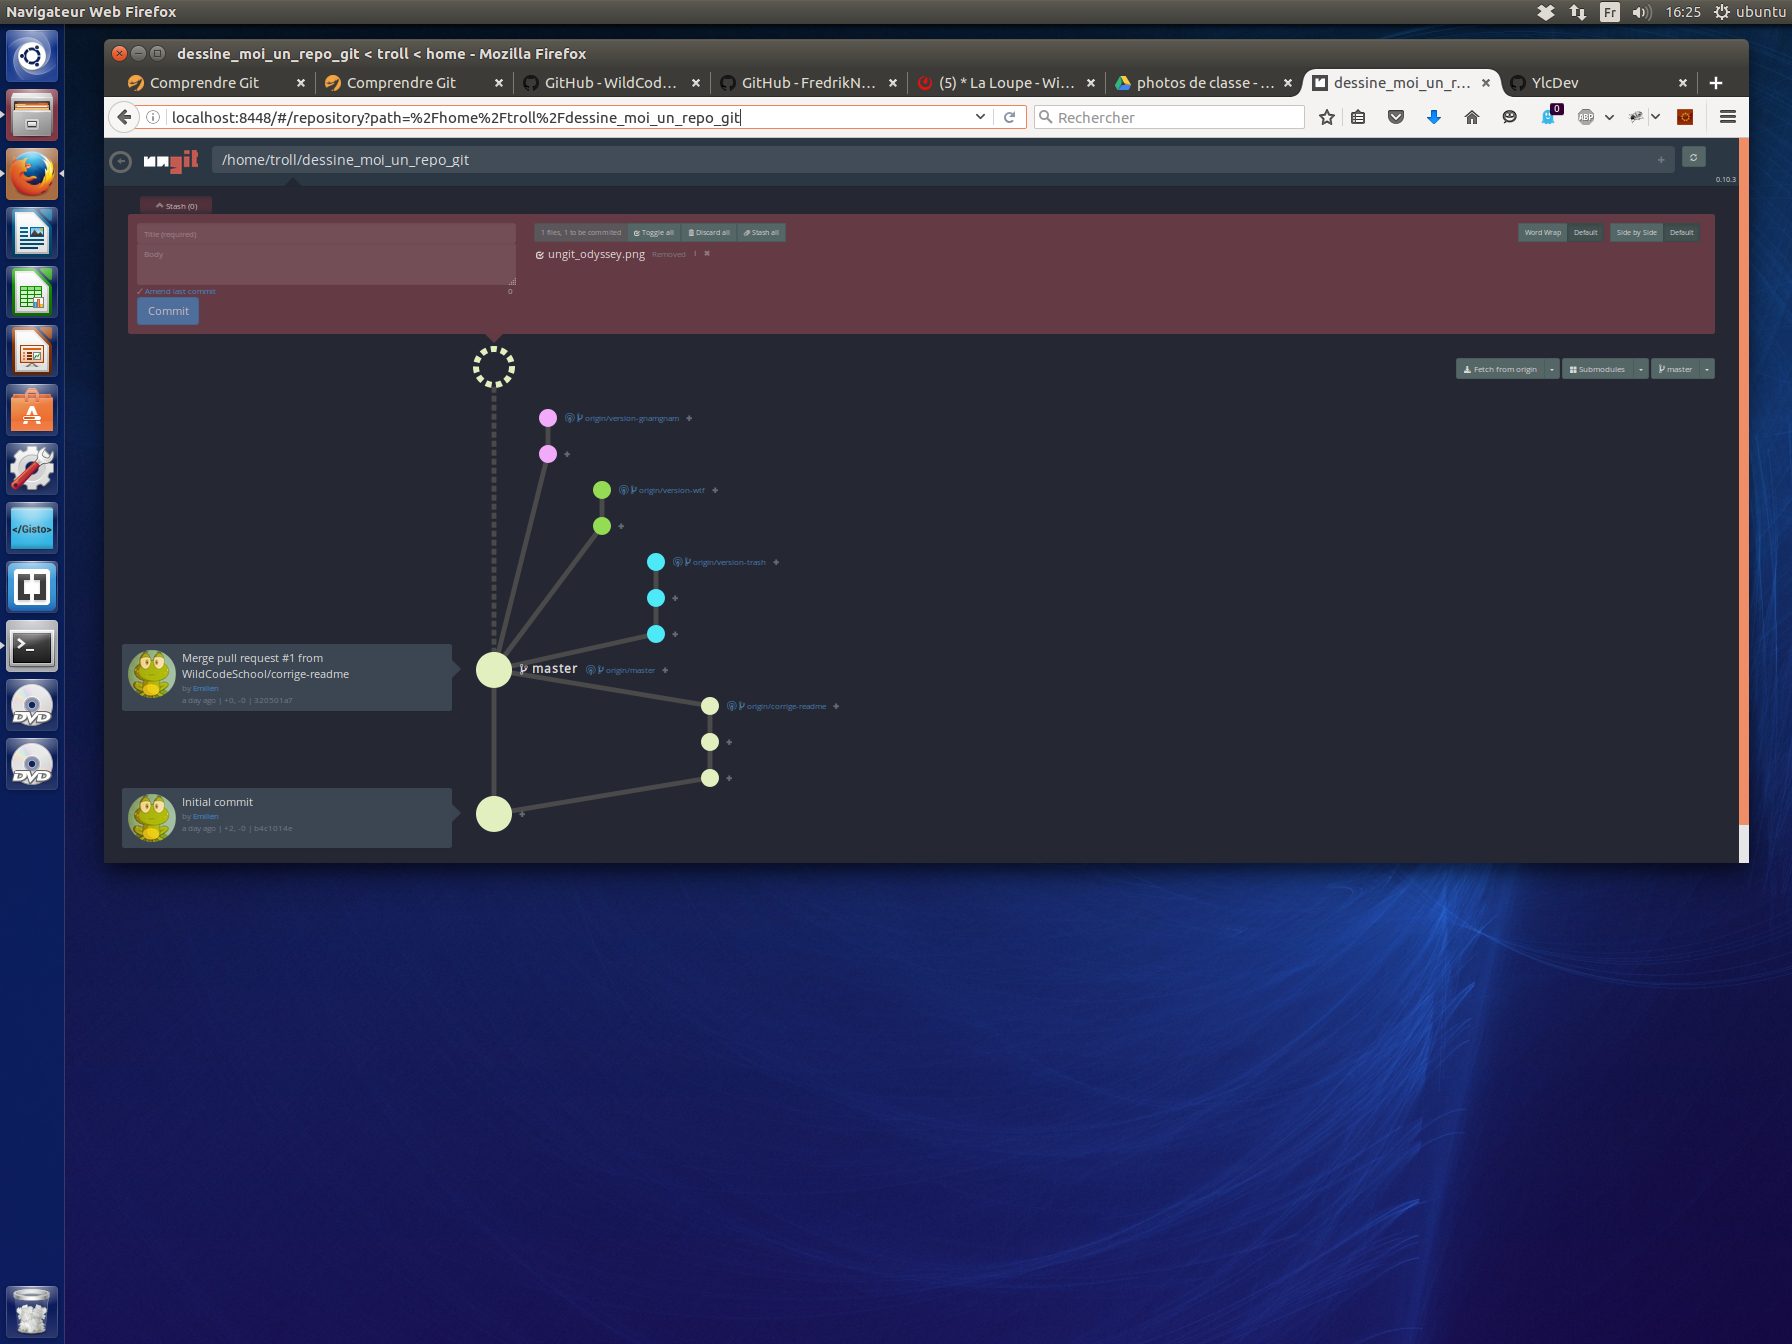 Navigateur Web Firefox
Fr
16:25
ubuntu
dessine_moi_un_repo_git < troll < home - Mozilla Firefox
Comprendre Git
Comprendre Git
GitHub - WildCod...
GitHub - FredrikN...
(5) * La Loupe - Wi...
photos de classe - ...
dessine_moi_un_r...
YlcDev
localhost:8448/#/repository?path=%2Fhome%2Ftroll%2Fdessine_moi_un_repo_git
Rechercher
ABP
0
ungit
/home/troll/dessine_moi_un_repo_git
0.10.3
Stash (0)
Title (required)
1 files, 1 to be commited
Toggle all
Discard all
Stash all
Word Wrap
Default
Side by Side
Default
Body
ungit_odyssey.png
Removed
Amend last commit
0
Commit
Fetch from origin
Submodules
master
origin/version-gnamgnam
origin/version-wtf
</Gisto>
origin/version-trash
Merge pull request #1 from
WildCodeSchool/corrige-readme
by Emilien
a day ago | +0, -0 | 320501a7
master
origin/master
origin/corrige-readme
DVD
DVD
Initial commit
by Emilien
a day ago | +2, -0 | b4c1014e